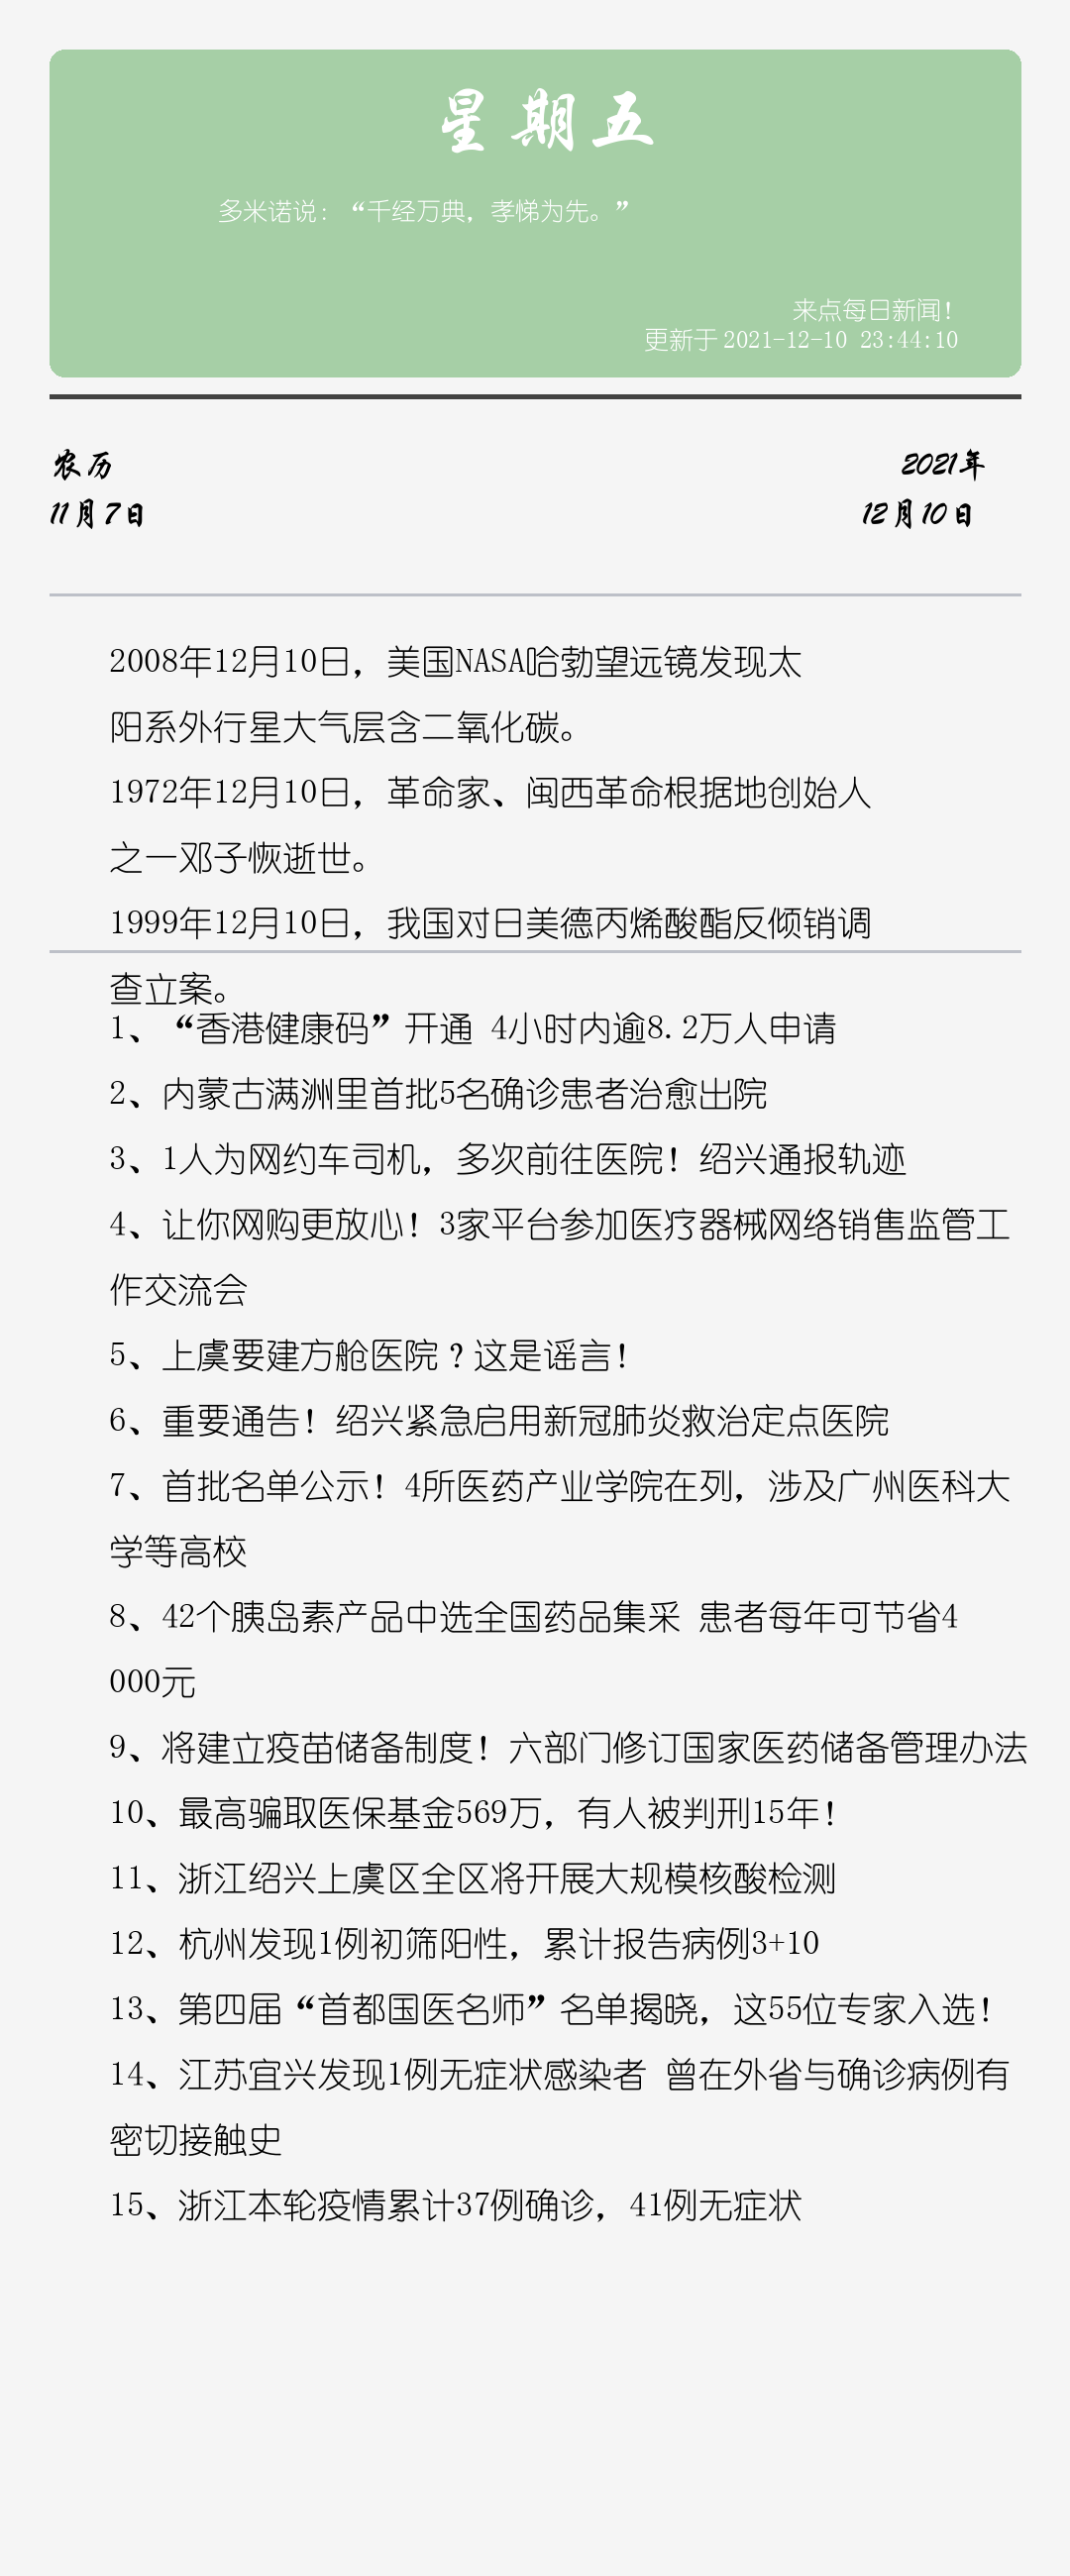 星期五
多米诺说：“千经万典，孝悌为先。”
来点每日新闻！
更新于 2021-12-10 23:44:10
农历
2021年
11月7日
12月10日
2008年12月10日，美国NASA哈勃望远镜发现太
阳系外行星大气层含二氧化碳。
1972年12月10日，革命家、闽西革命根据地创始人
之一邓子恢逝世。
1999年12月10日，我国对日美德丙烯酸酯反倾销调
查立案。
1、“香港健康码”开通 4小时内逾8.2万人申请
2、内蒙古满洲里首批5名确诊患者治愈出院
3、1人为网约车司机，多次前往医院！绍兴通报轨迹
4、让你网购更放心！3家平台参加医疗器械网络销售监管工
作交流会
5、上虞要建方舱医院？这是谣言！
6、重要通告！绍兴紧急启用新冠肺炎救治定点医院
7、首批名单公示！4所医药产业学院在列，涉及广州医科大
学等高校
8、42个胰岛素产品中选全国药品集采 患者每年可节省4
000元
9、将建立疫苗储备制度！六部门修订国家医药储备管理办法
10、最高骗取医保基金569万，有人被判刑15年！
11、浙江绍兴上虞区全区将开展大规模核酸检测
12、杭州发现1例初筛阳性，累计报告病例3+10
13、第四届“首都国医名师”名单揭晓，这55位专家入选！
14、江苏宜兴发现1例无症状感染者 曾在外省与确诊病例有
密切接触史
15、浙江本轮疫情累计37例确诊，41例无症状